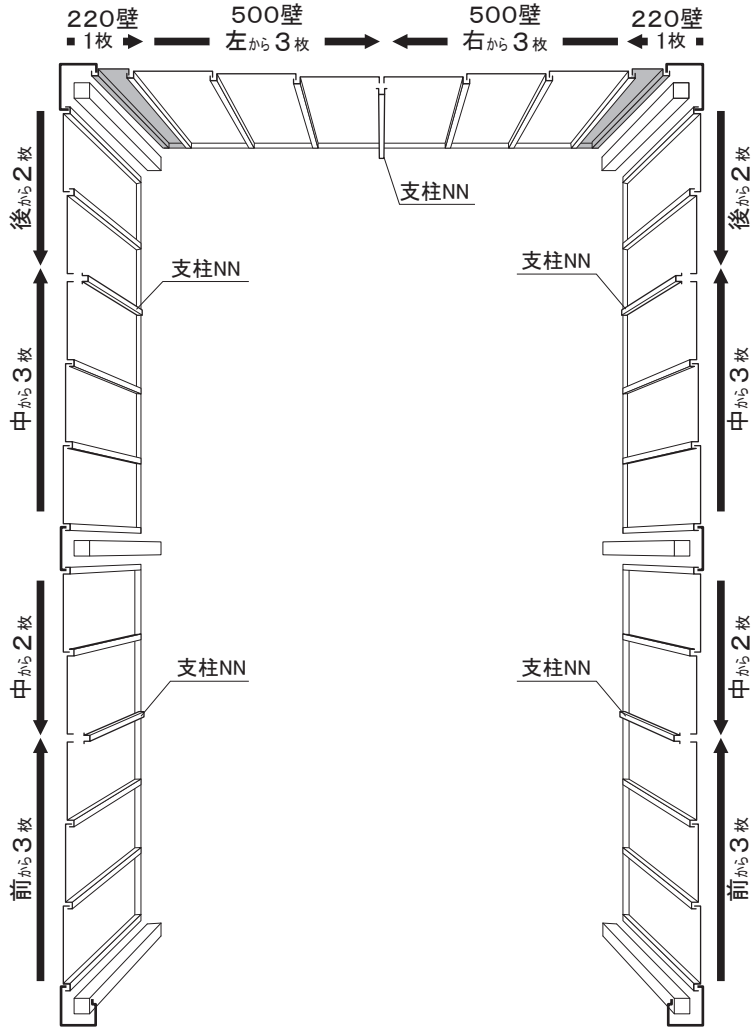 220壁
1枚
500壁
左から3枚
500壁
右から3枚
220壁
1枚
支柱NN
後から2枚
後から2枚
支柱NN
支柱NN
中から3枚
中から3枚
中から2枚
中から2枚
支柱NN
支柱NN
前から3枚
前から3枚